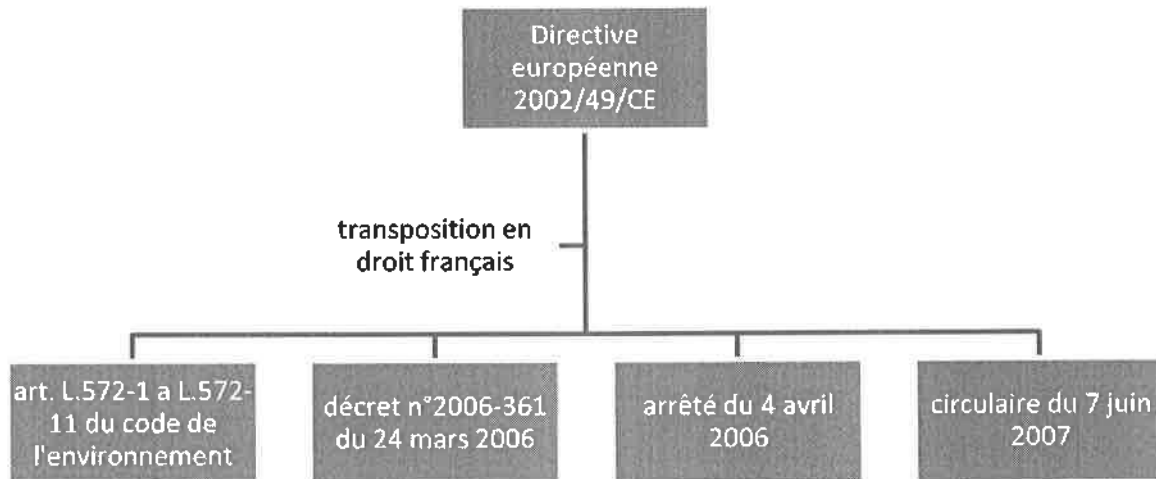 Directive
européenne
2002/49/CE
transposition en
droit français
art. L.572-1 a L.572-
11 du code de
l'environnement
décret n°2006-361
du 24 mars 2006
arrêté du 4 avril
2006
circulaire du 7 juin
2007